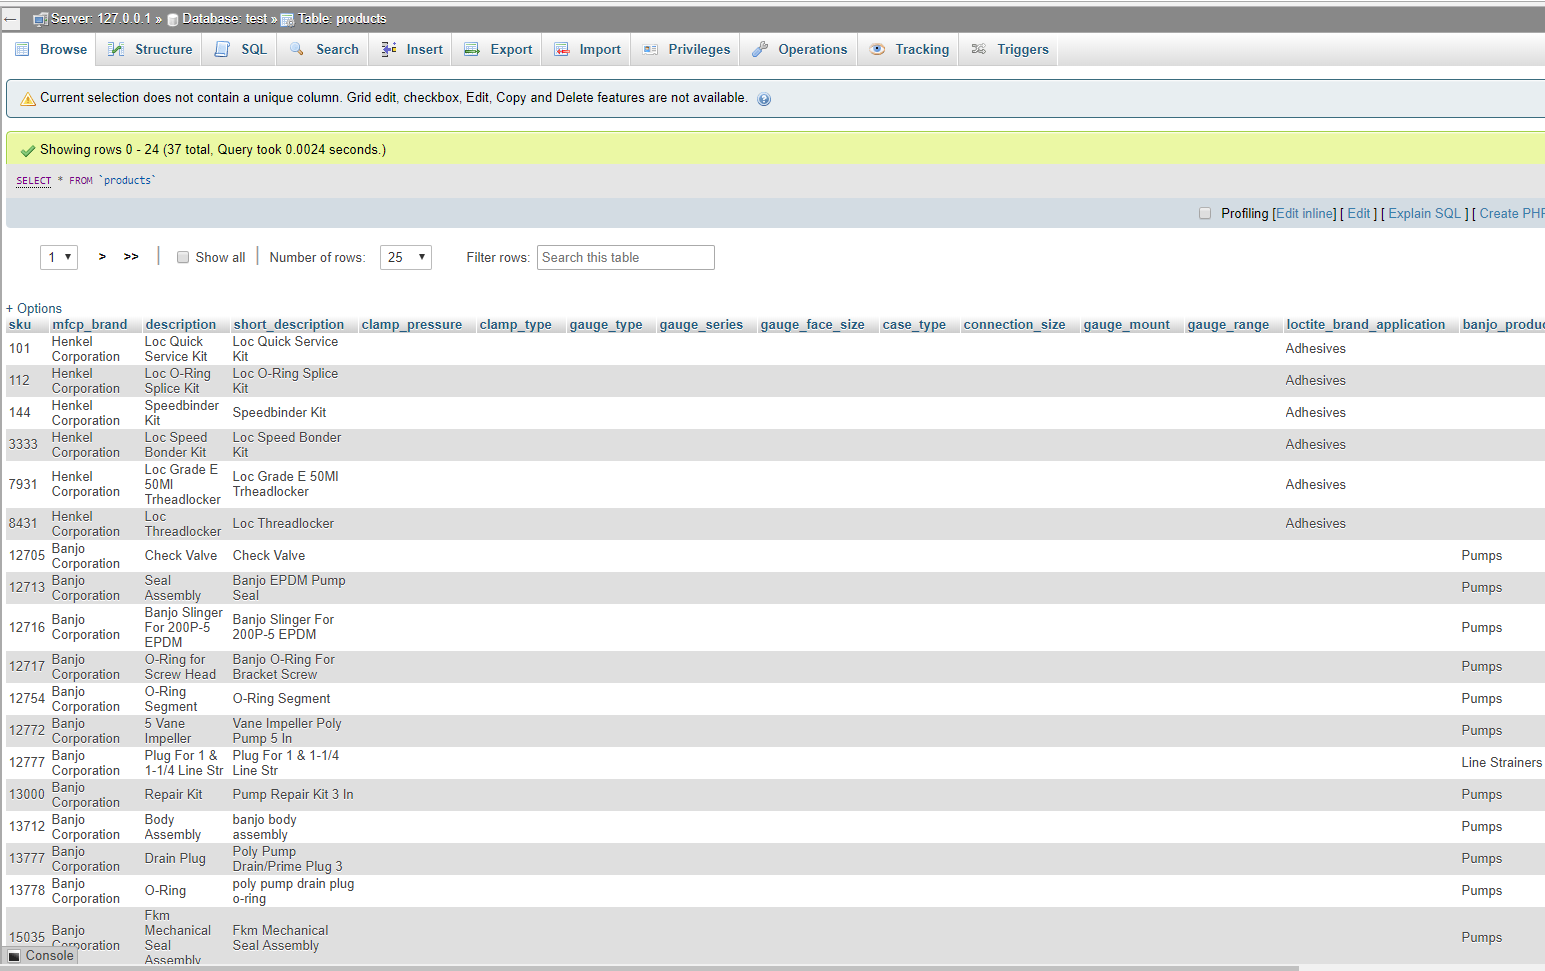 Server: 127.0.0.1 » Database: test » Table: products
Browse Structure SQL Search Insert Export Import Privileges Operations Tracking Triggers
Current selection does not contain a unique column. Grid edit, checkbox, Edit, Copy and Delete features are not available.
Showing rows 0 - 24 (37 total, Query took 0.0024 seconds.)
SELECT * FROM `products`
Profiling [Edit inline] [ Edit ] [ Explain SQL ] [ Create PHP
1 > >> Show all Number of rows: 25 Filter rows: Search this table
+ Options
sku mfcp_brand description short_description clamp_pressure clamp_type gauge_type gauge_series gauge_face_size case_type connection_size gauge_mount gauge_range loctite_brand_application banjo_produc
101 Henkel Corporation Loc Quick Service Kit Loc Quick Service Kit Adhesives
112 Henkel Corporation Loc O-Ring Splice Kit Loc O-Ring Splice Kit Adhesives
144 Henkel Corporation Speedbinder Kit Speedbinder Kit Adhesives
3333 Henkel Corporation Loc Speed Bonder Kit Loc Speed Bonder Kit Adhesives
7931 Henkel Corporation Loc Grade E 50Ml Trheadlocker Loc Grade E 50Ml Trheadlocker Adhesives
8431 Henkel Corporation Loc Threadlocker Loc Threadlocker Adhesives
12705 Banjo Corporation Check Valve Check Valve Pumps
12713 Banjo Corporation Seal Assembly Banjo EPDM Pump Seal Pumps
12716 Banjo Corporation Banjo Slinger For 200P-5 EPDM Banjo Slinger For 200P-5 EPDM Pumps
12717 Banjo Corporation O-Ring for Screw Head Banjo O-Ring For Bracket Screw Pumps
12754 Banjo Corporation O-Ring Segment O-Ring Segment Pumps
12772 Banjo Corporation 5 Vane Impeller Vane Impeller Poly Pump 5 In Pumps
12777 Banjo Corporation Plug For 1 & 1-1/4 Line Str Plug For 1 & 1-1/4 Line Str Line Strainers
13000 Banjo Corporation Repair Kit Pump Repair Kit 3 In Pumps
13712 Banjo Corporation Body Assembly banjo body assembly Pumps
13777 Banjo Corporation Drain Plug Poly Pump Drain/Prime Plug 3 Pumps
13778 Banjo Corporation O-Ring poly pump drain plug o-ring Pumps
15035 Banjo Corporation Fkm Mechanical Seal Assembly Fkm Mechanical Seal Assembly Pumps
Console